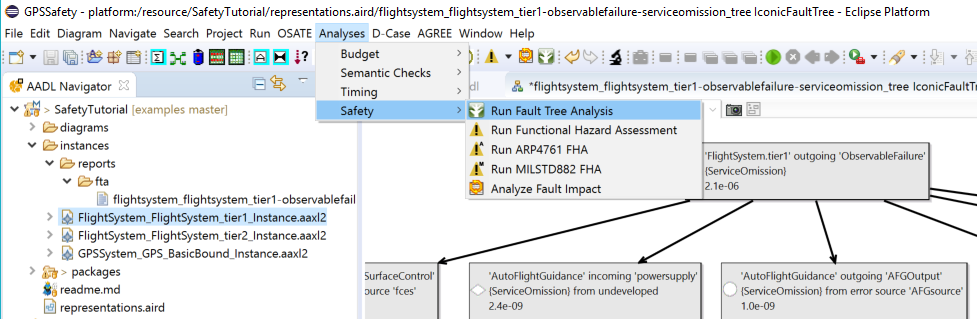 GPSSafety - platform:/resource/SafetyTutorial/representations.aird/flightsystem_flightsystem_tier1-observablefailure-serviceomission_tree IconicFaultTree - Eclipse Platform
File Edit Diagram Navigate Search Project Run OSATE Analyses D-Case AGREE Window Help
AADL Navigator
*flightsystem_flightsystem_tier1-observablefailure-serviceomission_tree IconicFaultT
Budget
Semantic Checks
Timing
Safety
Run Fault Tree Analysis
Run Functional Hazard Assessment
Run ARP4761 FHA
Run MILSTD882 FHA
Analyze Fault Impact
> SafetyTutorial [examples master]
> diagrams
> instances
> reports
> fta
flightsystem_flightsystem_tier1-observablefail
FlightSystem_FlightSystem_tier1_Instance.aaxl2
FlightSystem_FlightSystem_tier2_Instance.aaxl2
GPSSystem_GPS_BasicBound_Instance.aaxl2
> packages
readme.md
representations.aird
'FlightSystem.tier1' outgoing 'ObservableFailure'
{ServiceOmission}
2.1e-06
SurfaceControl'
ource 'fces'
'AutoFlightGuidance' incoming 'powersupply'
{ServiceOmission} from undeveloped
2.4e-09
'AutoFlightGuidance' outgoing 'AFGOutput'
{ServiceOmission} from error source 'AFGsource'
1.0e-09